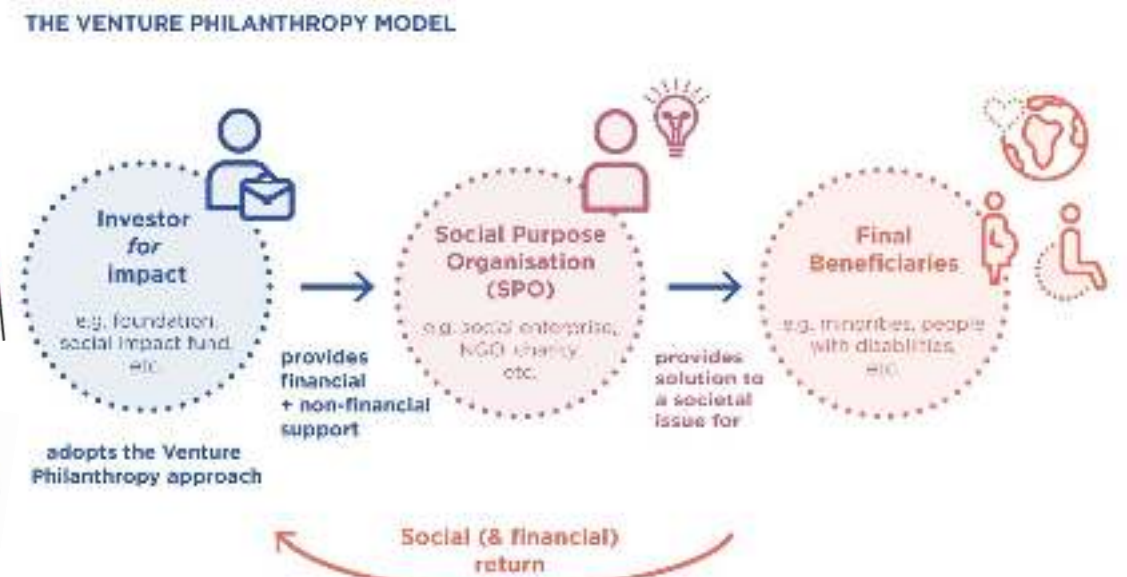 THE VENTURE PHILANTHROPY MODEL
Investor
for
impact
e.g. foundation,
social impact fund,
etc.
adopts the Venture
Philanthropy approach
provides
financial
+ non-financial
support
Social Purpose
Organisation
(SPO)
e.g. social enterprise,
NGO, charity,
etc.
provides
solution to
a societal
issue for
Final
Beneficiaries
e.g. minorities, people
with disabilities,
etc.
Social (& financial)
return